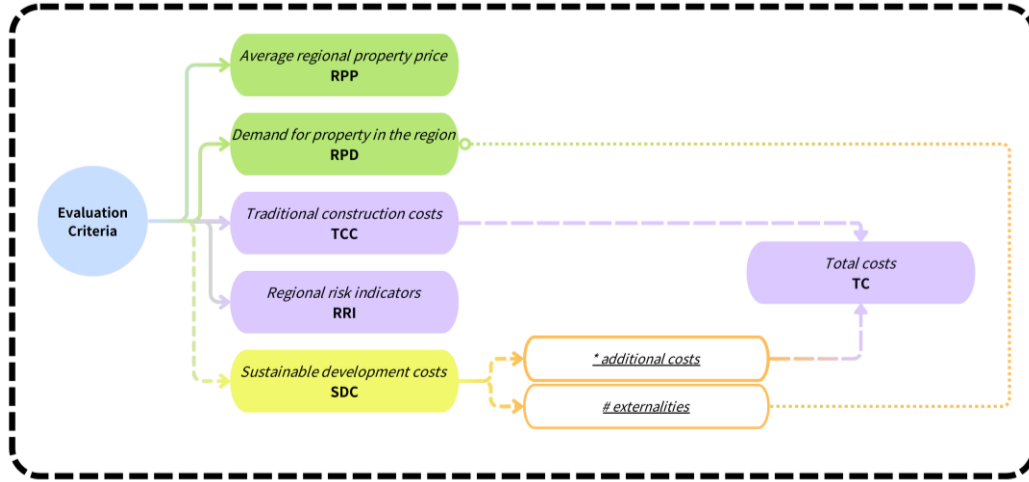 Average regional property price
RPP
Demand for property in the region
RPD
Evaluation
Criteria
Traditional construction costs
TCC
Total costs
TC
Regional risk indicators
RRI
Sustainable development costs
SDC
* additional costs
# externalities